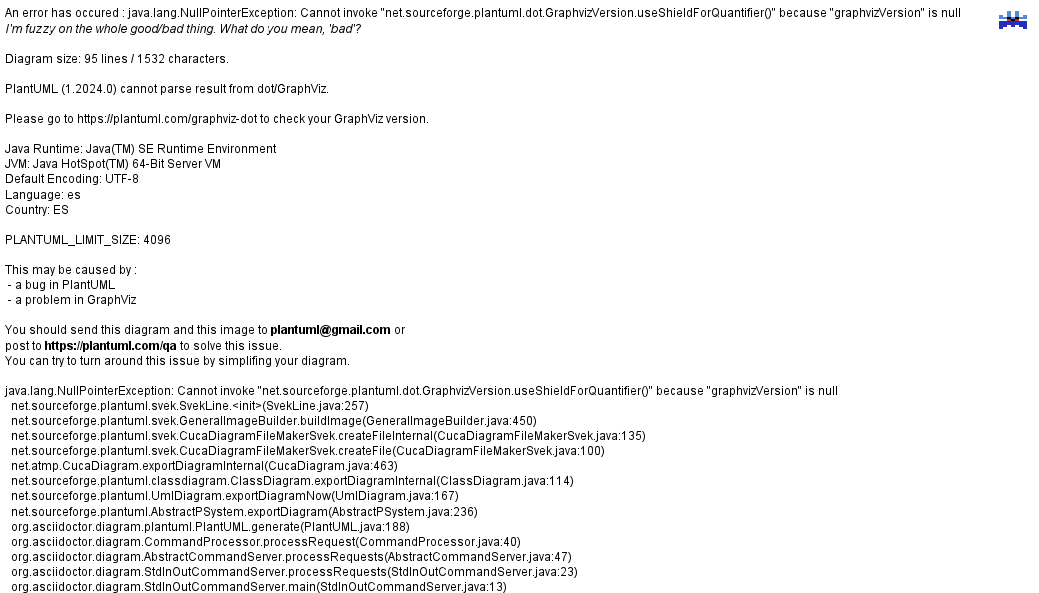 An error has occured : java.lang.NullPointerException: Cannot invoke "net.sourceforge.plantuml.dot.GraphvizVersion.useShieldForQuantifier()" because "graphvizVersion" is null
I'm fuzzy on the whole good/bad thing. What do you mean, 'bad'?
Diagram size: 95 lines / 1532 characters.
PlantUML (1.2024.0) cannot parse result from dot/GraphViz.
Please go to https://plantuml.com/graphviz-dot to check your GraphViz version.
Java Runtime: Java(TM) SE Runtime Environment
JVM: Java HotSpot(TM) 64-Bit Server VM
Default Encoding: UTF-8
Language: es
Country: ES
PLANTUML_LIMIT_SIZE: 4096
This may be caused by :
- a bug in PlantUML
- a problem in GraphViz
You should send this diagram and this image to plantuml@gmail.com or
post to https://plantuml.com/qa to solve this issue.
You can try to turn around this issue by simplifing your diagram.
java.lang.NullPointerException: Cannot invoke "net.sourceforge.plantuml.dot.GraphvizVersion.useShieldForQuantifier()" because "graphvizVersion" is null
net.sourceforge.plantuml.svek.SvekLine.<init>(SvekLine.java:257)
net.sourceforge.plantuml.svek.GeneralImageBuilder.buildImage(GeneralImageBuilder.java:450)
net.sourceforge.plantuml.svek.CucaDiagramFileMakerSvek.createFileInternal(CucaDiagramFileMakerSvek.java:135)
net.sourceforge.plantuml.svek.CucaDiagramFileMakerSvek.createFile(CucaDiagramFileMakerSvek.java:100)
net.atmp.CucaDiagram.exportDiagramInternal(CucaDiagram.java:463)
net.sourceforge.plantuml.classdiagram.ClassDiagram.exportDiagramInternal(ClassDiagram.java:114)
net.sourceforge.plantuml.UmlDiagram.exportDiagramNow(UmlDiagram.java:167)
net.sourceforge.plantuml.AbstractPSystem.exportDiagram(AbstractPSystem.java:236)
org.asciidoctor.diagram.plantuml.PlantUML.generate(PlantUML.java:188)
org.asciidoctor.diagram.CommandProcessor.processRequest(CommandProcessor.java:40)
org.asciidoctor.diagram.AbstractCommandServer.processRequests(AbstractCommandServer.java:47)
org.asciidoctor.diagram.StdInOutCommandServer.processRequests(StdInOutCommandServer.java:23)
org.asciidoctor.diagram.StdInOutCommandServer.main(StdInOutCommandServer.java:13)